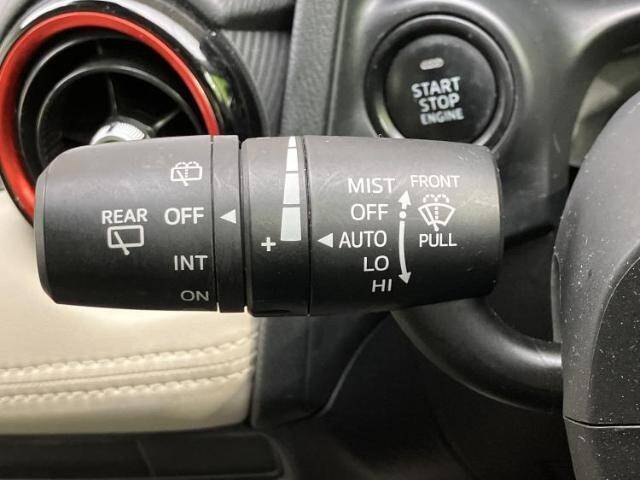 START
STOP
ENGINE
REAR
OFF
INT
ON
+
MIST
OFF
AUTO
LO
HI
FRONT
PULL